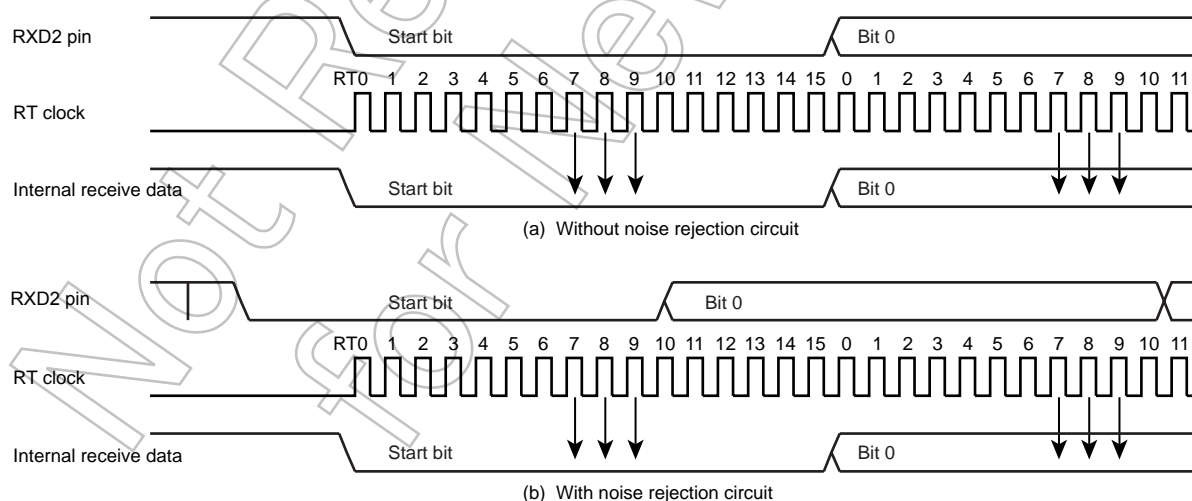 RXD2 pin
Start bit
Bit 0
RT0 1 2 3 4 5 6 7 8 9 10 11 12 13 14 15 0 1 2 3 4 5 6 7 8 9 10 11
RT clock
Internal receive data
Start bit
Bit 0
(a) Without noise rejection circuit
RXD2 pin
Start bit
Bit 0
RT0 1 2 3 4 5 6 7 8 9 10 11 12 13 14 15 0 1 2 3 4 5 6 7 8 9 10 11
RT clock
Internal receive data
Start bit
Bit 0
(b) With noise rejection circuit
Not Re
for Ne